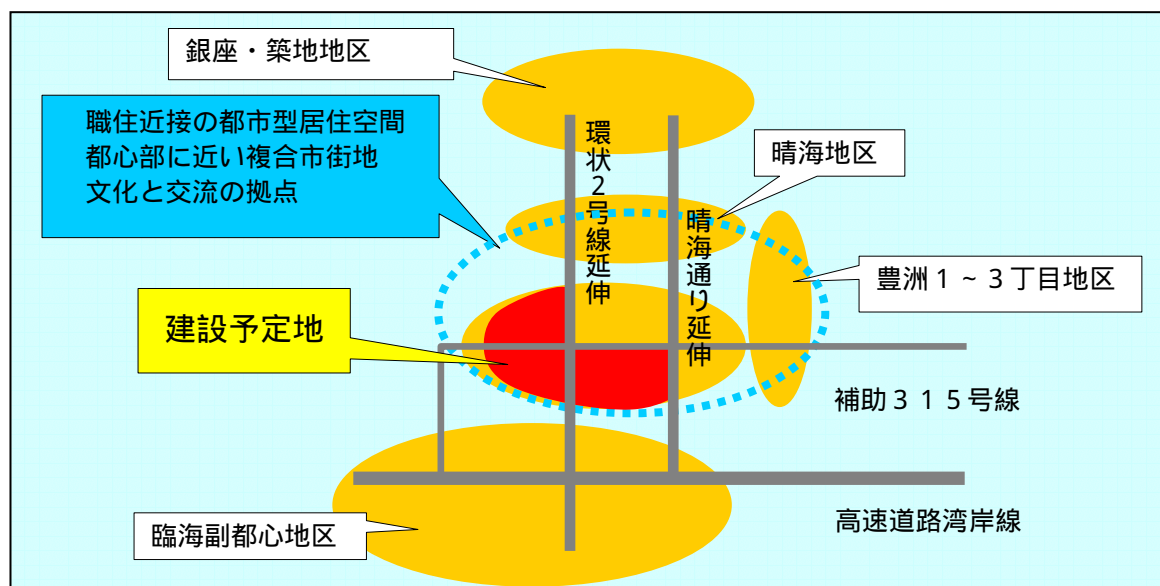 銀座・築地地区
職住近接の都市型居住空間
都心部に近い複合市街地
文化と交流の拠点
環状2号線延伸
晴海地区
晴海通り延伸
豊洲1~3丁目地区
建設予定地
補助315号線
臨海副都心地区
高速道路湾岸線